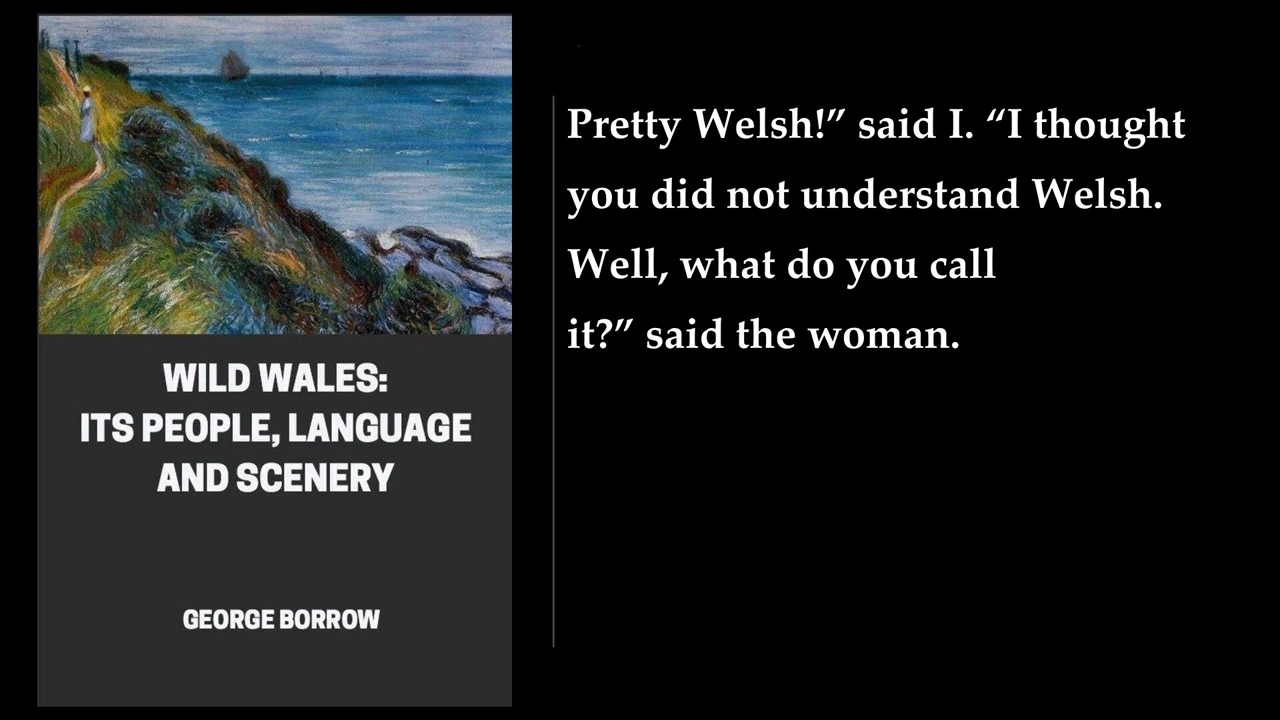 WILD WALES:
ITS PEOPLE, LANGUAGE
AND SCENERY
GEORGE BORROW
Pretty Welsh!” said I. “I thought
you did not understand Welsh.
Well, what do you call
it?” said the woman.